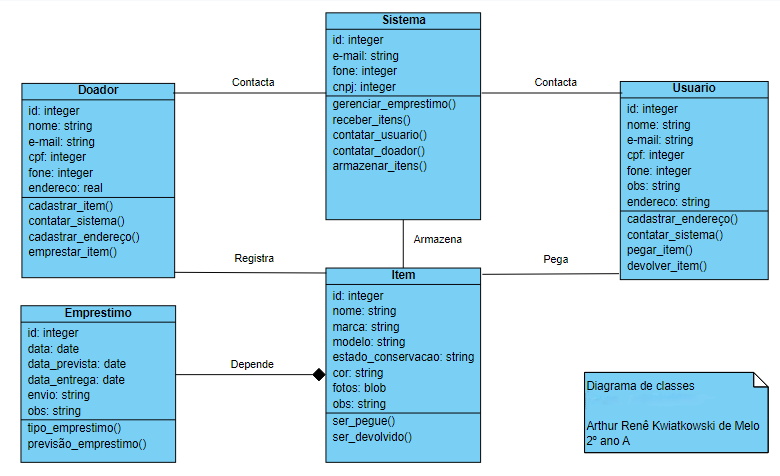 Sistema
id: integer
e-mail: string
fone: integer
cnpj: integer
gerenciar_emprestimo()
receber_itens()
contatar_usuario()
contatar_doador()
armazenar_itens()
Contacta
Contacta
Doador
id: integer
nome: string
e-mail: string
cpf: integer
fone: integer
endereco: real
cadastrar_item()
contatar_sistema()
cadastrar_endereço()
emprestar_item()
Usuario
id: integer
nome: string
e-mail: string
cpf: integer
fone: integer
obs: string
endereco: string
cadastrar_endereço()
contatar_sistema()
pegar_item()
devolver_item()
Armazena
Registra
Pega
Item
id: integer
nome: string
marca: string
modelo: string
estado_conservacao: string
cor: string
fotos: blob
obs: string
ser_pegue()
ser_devolvido()
Emprestimo
id: integer
data: date
data_prevista: date
data_entrega: date
envio: string
obs: string
tipo_emprestimo()
previsão_emprestimo()
Depende
Diagrama de classes
Arthur Renê Kwiatkowski de Melo
2º ano A